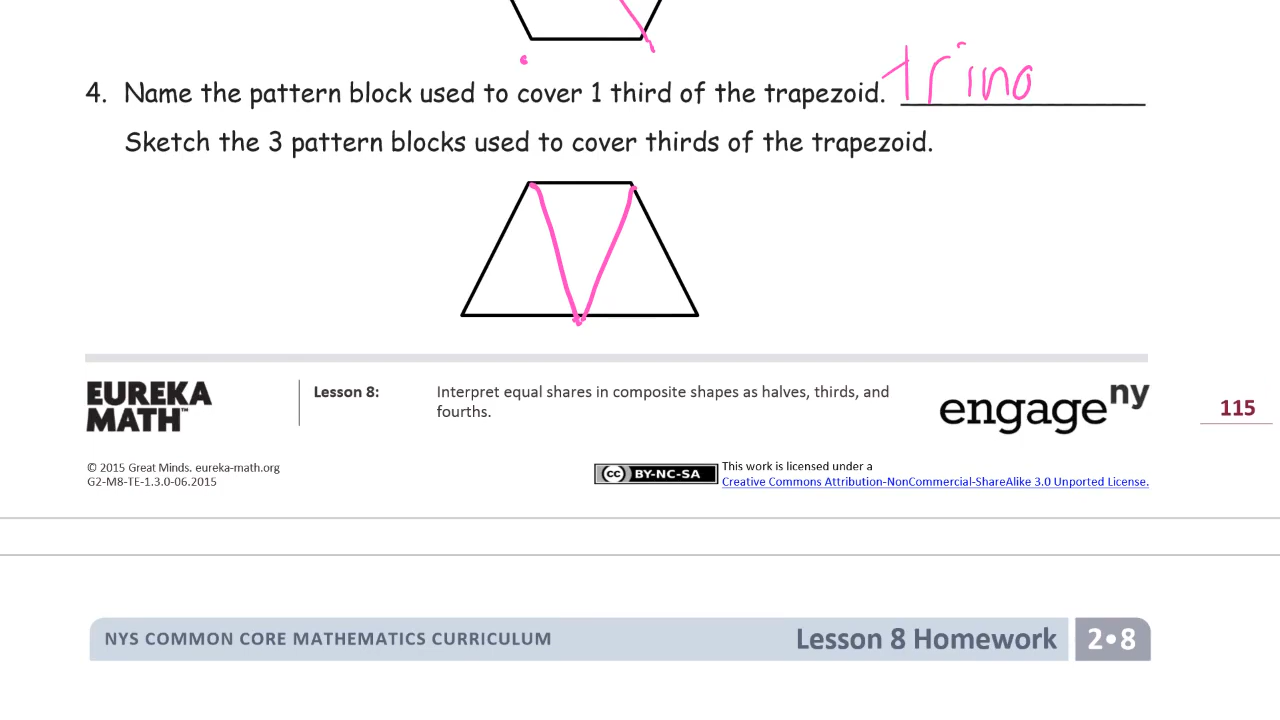 4. Name the pattern block used to cover 1 third of the trapezoid.
Sketch the 3 pattern blocks used to cover thirds of the trapezoid.
EUREKA MATH™
Lesson 8: Interpret equal shares in composite shapes as halves, thirds, and fourths.
engage ny
115
© 2015 Great Minds. eureka-math.org
G2-M8-TE-1.3.0-06.2015
cc BY-NC-SA
This work is licensed under a
Creative Commons Attribution-NonCommercial-ShareAlike 3.0 Unported License.
NYS COMMON CORE MATHEMATICS CURRICULUM
Lesson 8 Homework 2•8